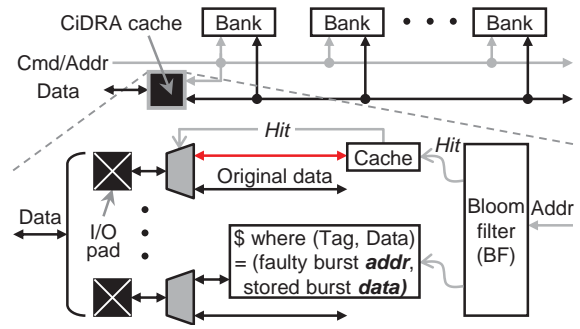 CiDRA
cache
Bank
Bank
• • •
Bank
Cmd/Addr
Data
Hit
Cache
Hit
Original data
Data
I/O
pad
Bloom
filter
(BF)
Addr
$ where (Tag, Data)
= (faulty burst addr,
stored burst data)